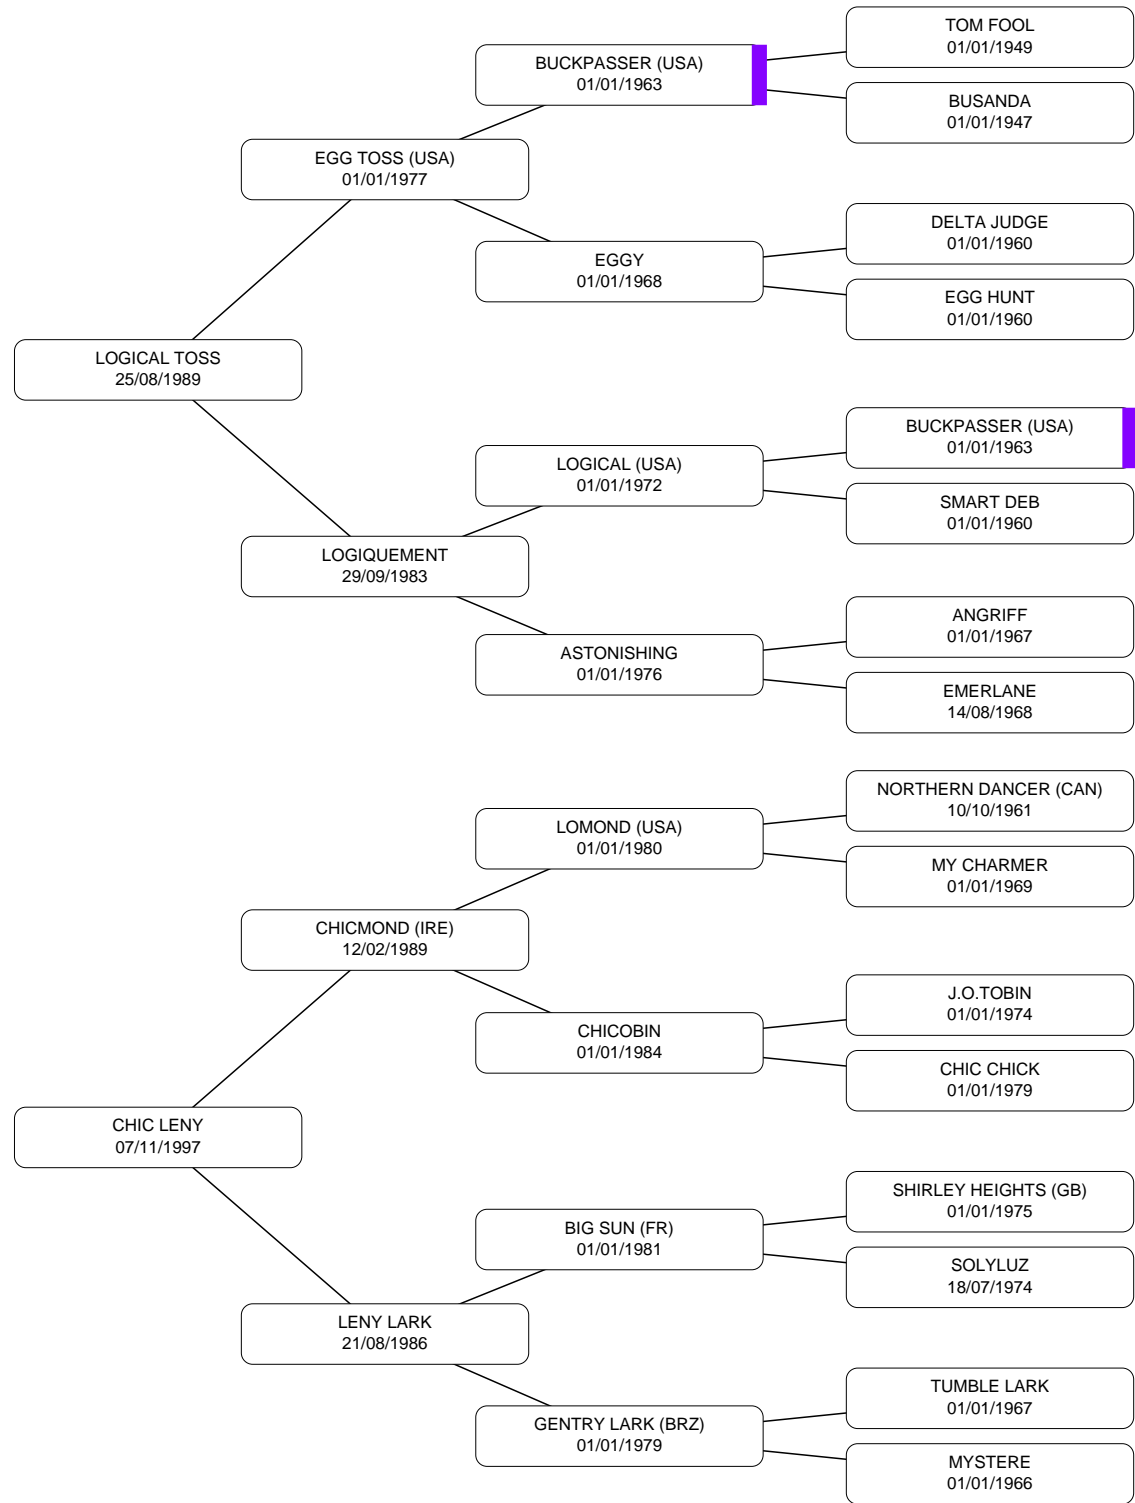 TOM FOOL
01/01/1949
BUCKPASSER (USA)
01/01/1963
BUSANDA
01/01/1947
EGG TOSS (USA)
01/01/1977
DELTA JUDGE
01/01/1960
EGGY
01/01/1968
EGG HUNT
01/01/1960
LOGICAL TOSS
25/08/1989
BUCKPASSER (USA)
01/01/1963
LOGICAL (USA)
01/01/1972
SMART DEB
01/01/1960
LOGIQUEMENT
29/09/1983
ANGRIFF
01/01/1967
ASTONISHING
01/01/1976
EMERLANE
14/08/1968
NORTHERN DANCER (CAN)
10/10/1961
LOMOND (USA)
01/01/1980
MY CHARMER
01/01/1969
CHICMOND (IRE)
12/02/1989
J.O.TOBIN
01/01/1974
CHICOBIN
01/01/1984
CHIC CHICK
01/01/1979
CHIC LENY
07/11/1997
SHIRLEY HEIGHTS (GB)
01/01/1975
BIG SUN (FR)
01/01/1981
SOLYLUZ
18/07/1974
LENY LARK
21/08/1986
TUMBLE LARK
01/01/1967
GENTRY LARK (BRZ)
01/01/1979
MYSTERE
01/01/1966